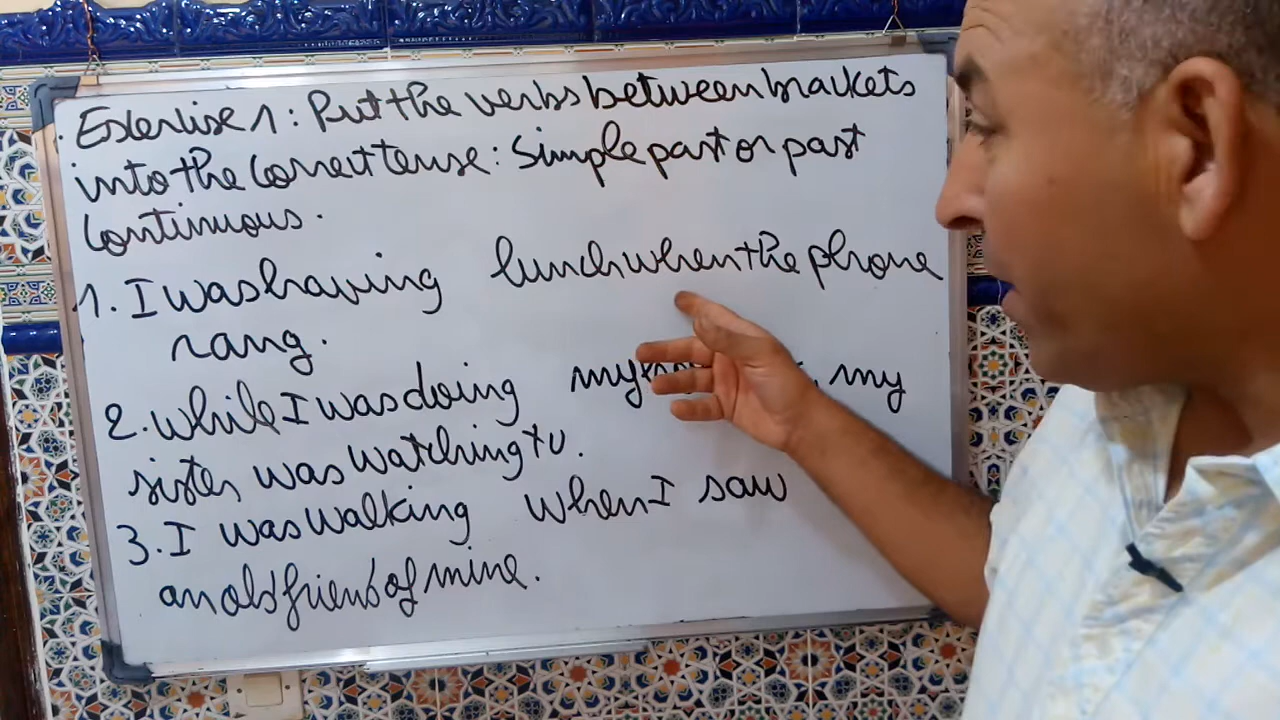 Exercise 1: Put the verbs between brackets
into the correct tense: Simple past or past
continuous.
1. I was having lunch when the phone
rang.
2. while I was doing my , my
sister was watching tv.
3. I was walking when I saw
an old friend of mine.